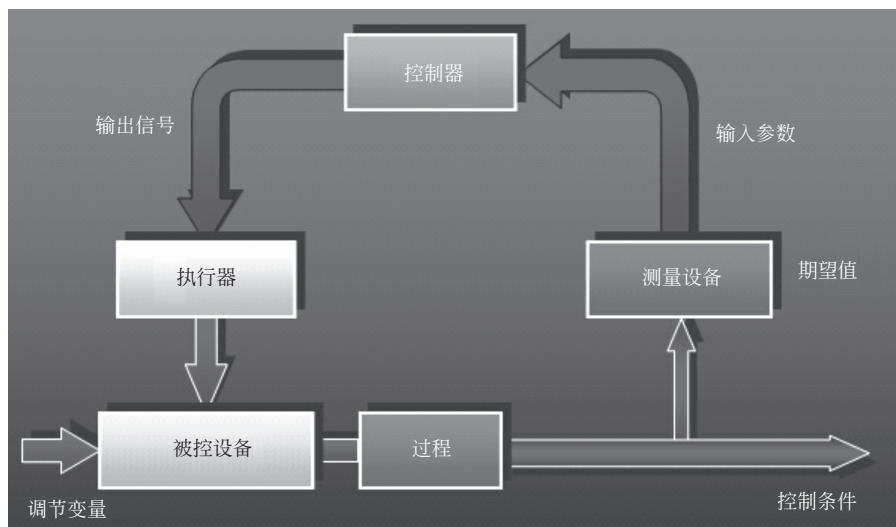 控制器
输出信号
输入参数
执行器
测量设备
期望值
被控设备
过程
调节变量
控制条件